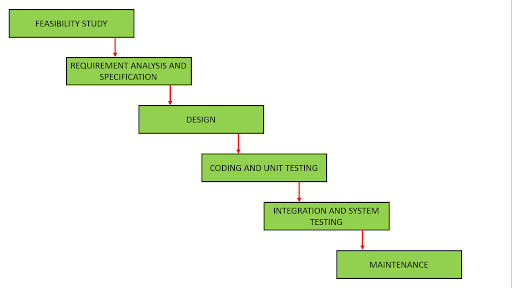 FEASIBILITY STUDY
REQUIREMENT ANALYSIS AND
SPECIFICATION
DESIGN
CODING AND UNIT TESTING
INTEGRATION AND SYSTEM
TESTING
MAINTENANCE